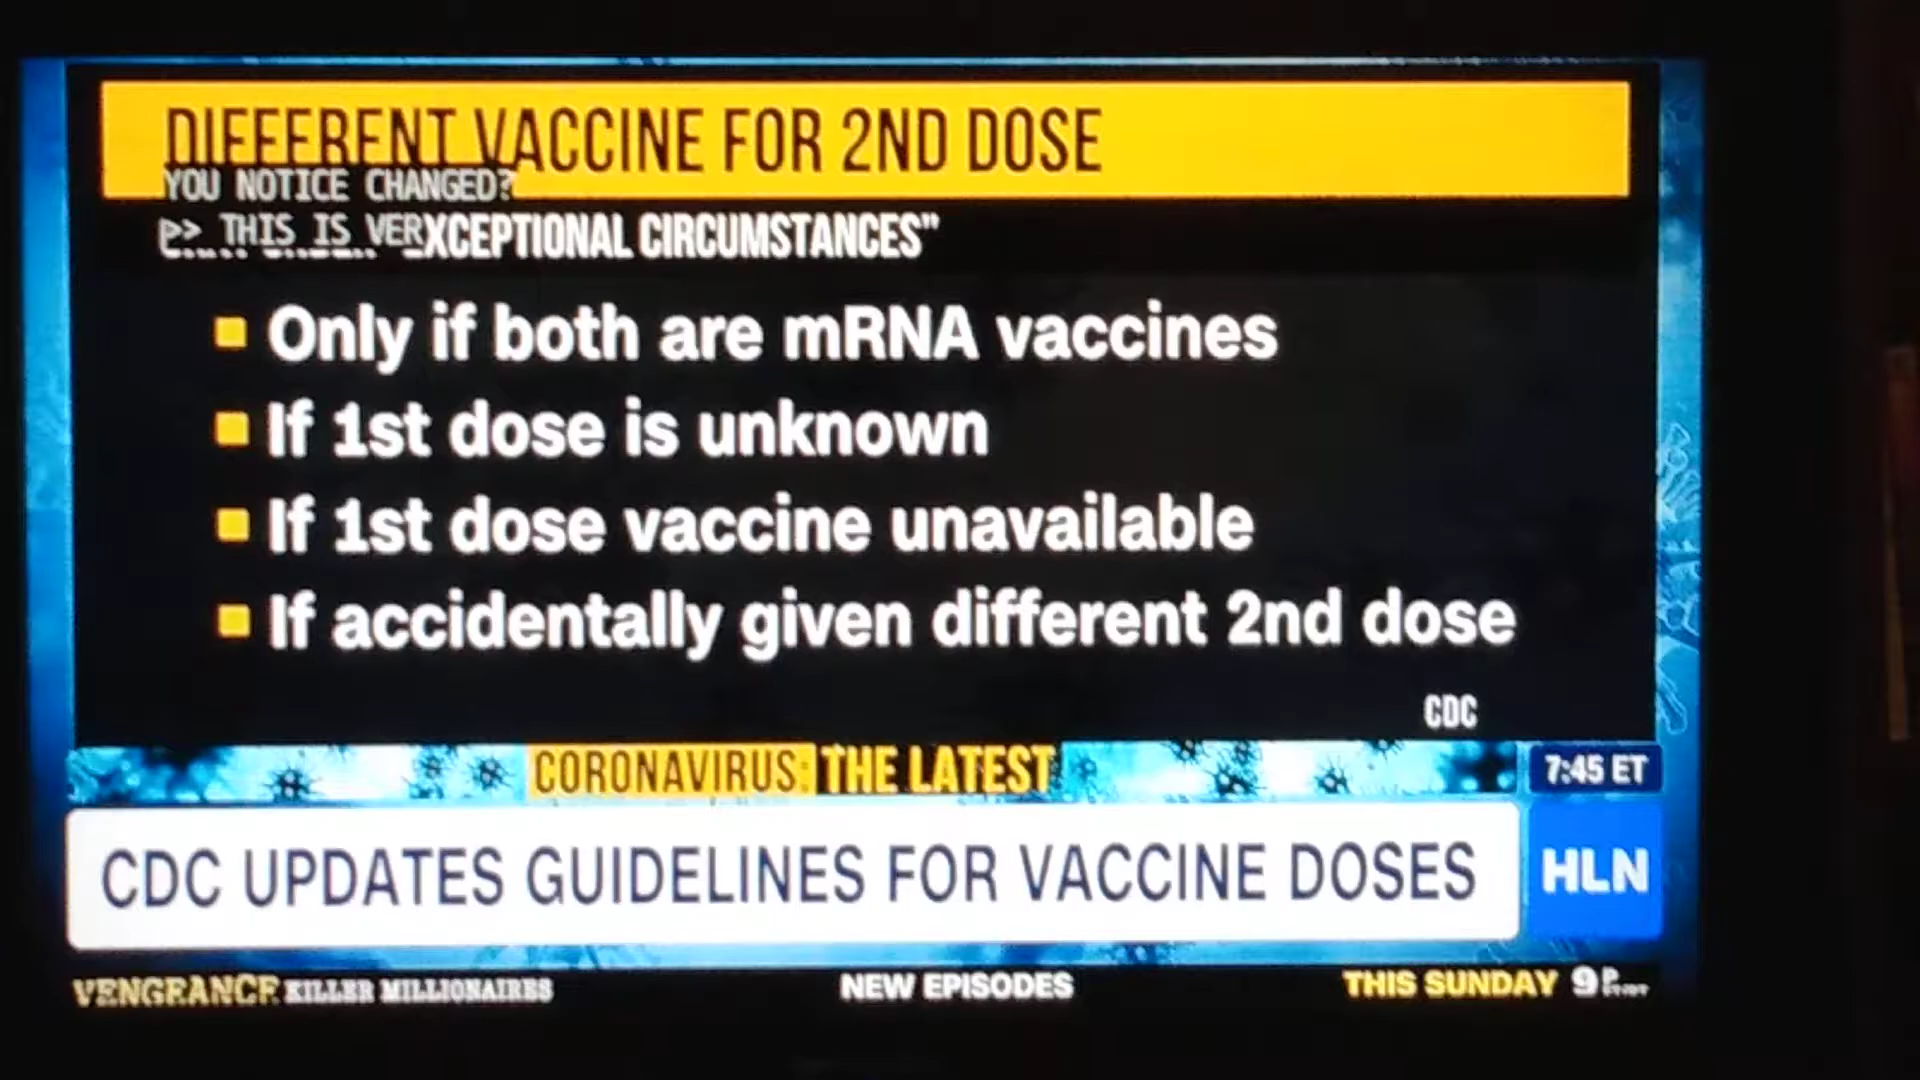 DIFFERENT VACCINE FOR 2ND DOSE
YOU NOTICE CHANGED?
>> THIS IS VER
XCEPTIONAL CIRCUMSTANCES"
Only if both are mRNA vaccines
If 1st dose is unknown
If 1st dose vaccine unavailable
If accidentally given different 2nd dose
CDC
CORONAVIRUS: THE LATEST
7:45 ET
CDC UPDATES GUIDELINES FOR VACCINE DOSES
HLN
VENGEANCE KILLER MILLIONAIRES
NEW EPISODES
THIS SUNDAY 9 P